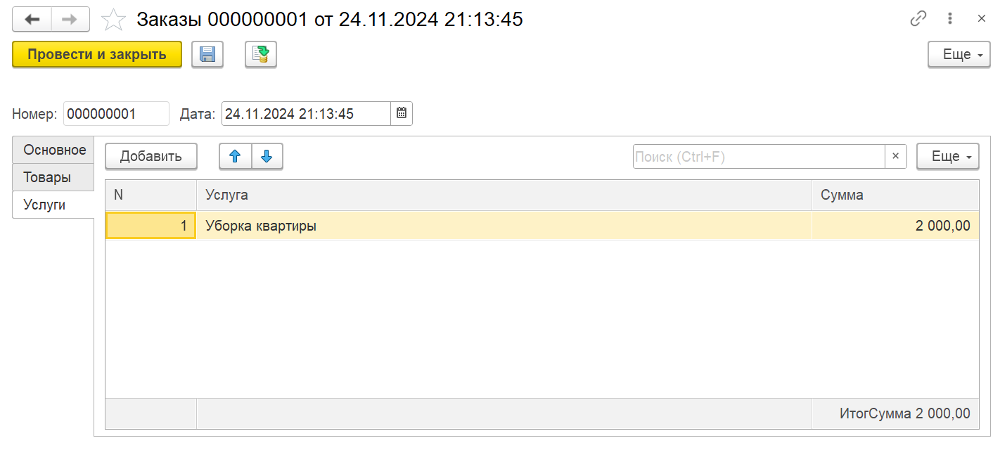 Заказы 000000001 от 24.11.2024 21:13:45
Провести и закрыть
Еще
Номер: 000000001 Дата: 24.11.2024 21:13:45
Основное
Товары
Услуги
Добавить
Поиск (Ctrl+F)
×
Еще
N Услуга Сумма
1 Уборка квартиры 2 000,00
ИтогСумма 2 000,00